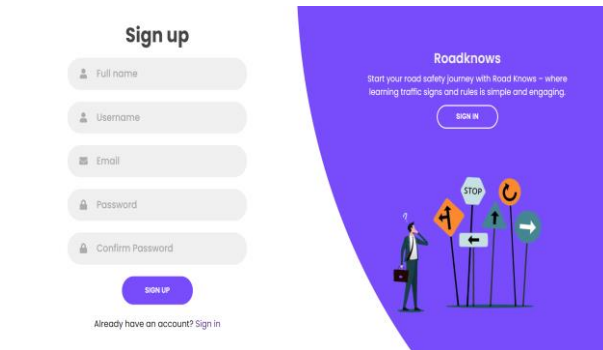 Sign up
Full name
Username
Email
Password
Confirm Password
SIGN UP
Already have an account? Sign in
Roadknows
Start your road safety journey with Road Knows – where
learning traffic signs and rules is simple and engaging.
SIGN IN
STOP
?